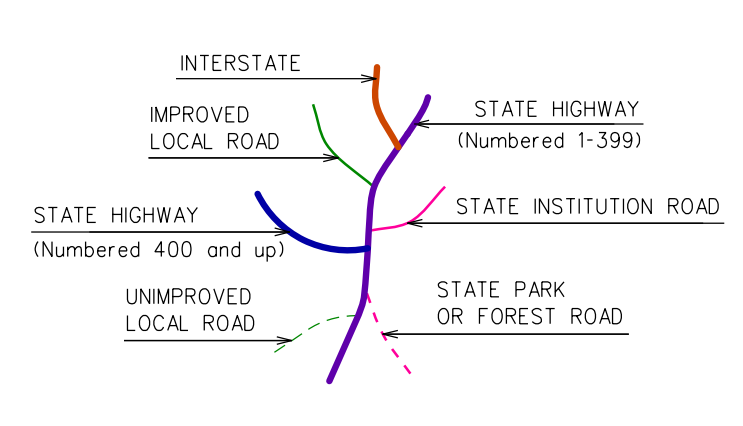 INTERSTATE
STATE HIGHWAY
(Numbered 1-399)
IMPROVED
LOCAL ROAD
STATE INSTITUTION ROAD
STATE HIGHWAY
(Numbered 400 and up)
STATE PARK
OR FOREST ROAD
UNIMPROVED
LOCAL ROAD